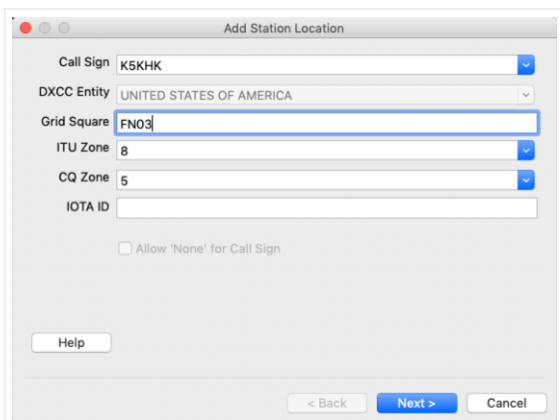 Add Station Location
Call Sign K5KHK
DXCC Entity UNITED STATES OF AMERICA
Grid Square FN03
ITU Zone 8
CQ Zone 5
IOTA ID
Allow 'None' for Call Sign
Help
< Back Next > Cancel